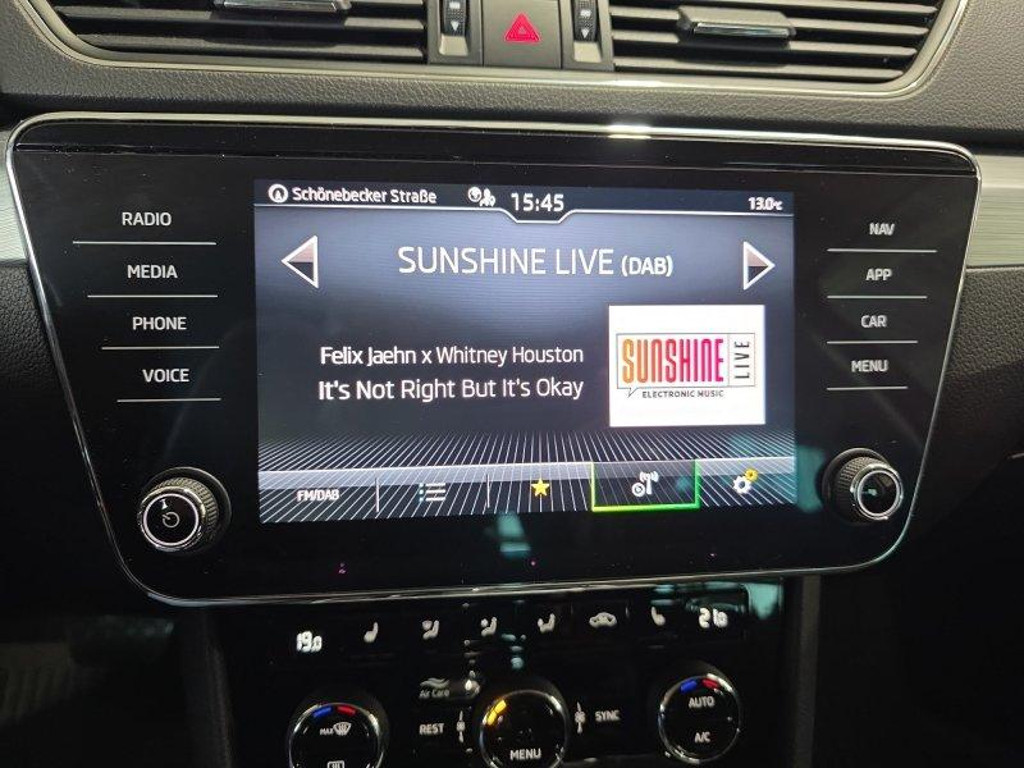 Schönebecker Straße
15:45
13.0°C
RADIO
MEDIA
PHONE
VOICE
NAV
APP
CAR
MENU
SUNSHINE LIVE (DAB)
Felix Jaehn x Whitney Houston
It's Not Right But It's Okay
SUNSHINE
LIVE
ELECTRONIC MUSIC
FM/DAB
19.0
21.0
Air Care
REST
SYNC
MAX
MENU
AUTO
A/C